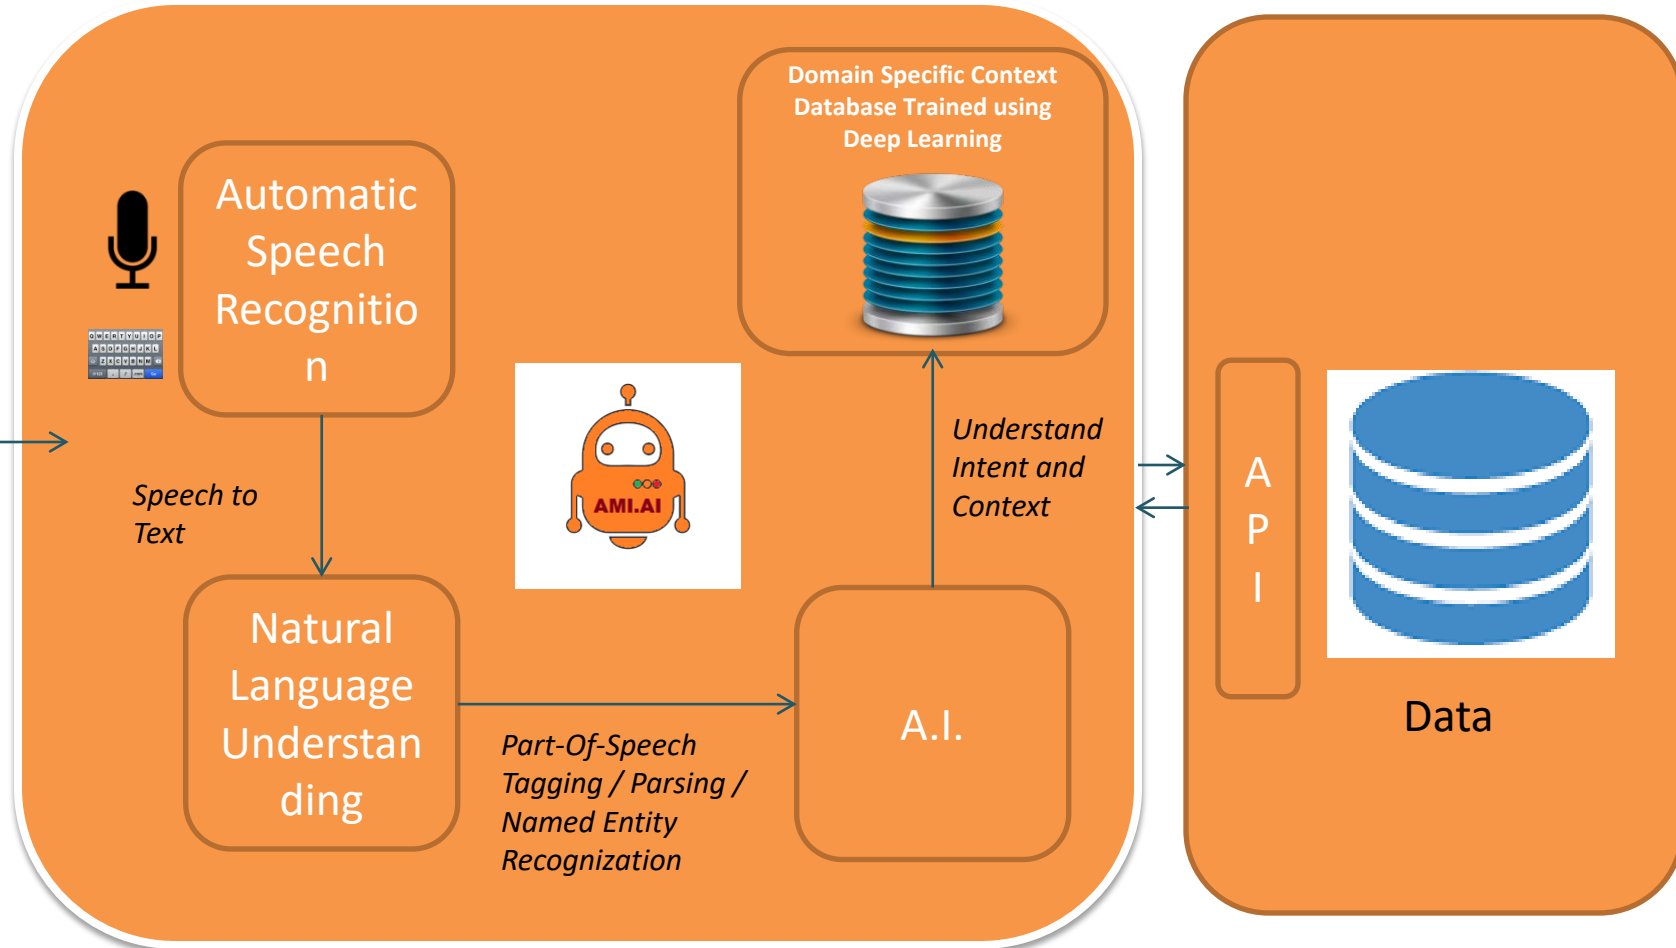 Domain Specific Context
Database Trained using
Deep Learning
Automatic
Speech
Recognitio
n
Q W E R T Y U I O P
A S D F G H J K L
Z X C V B N M
AMI.AI
Speech to
Text
Understand
Intent and
Context
A
P
I
Natural
Language
Understan
ding
Part-Of-Speech
Tagging / Parsing /
Named Entity
Recognization
A.I.
Data